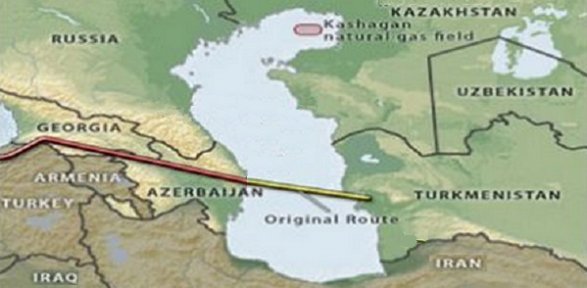 KAZAKHSTAN
Kashagan
natural gas field
RUSSIA
UZBEKISTAN
GEORGIA
ARMENIA
AZERBAIJAN
TURKMENISTAN
TURKEY
Original Route
IRAN
IRAQ